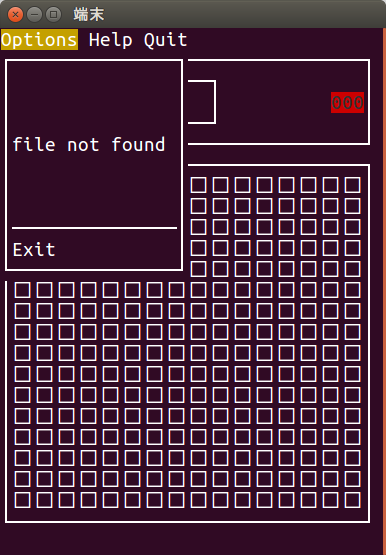 端末
Options Help Quit
000
file not found
Exit